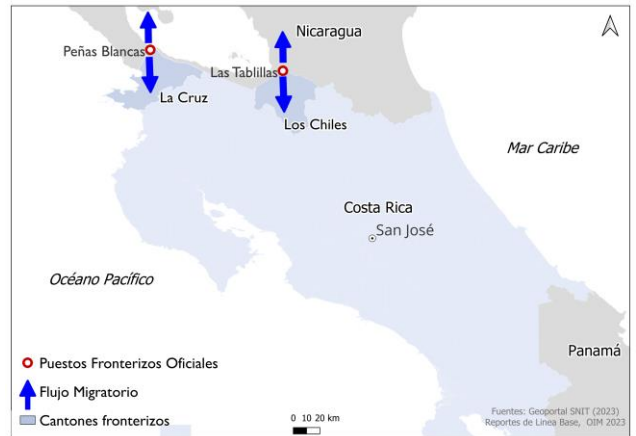 Nicaragua
Peñas Blancas
Las Tablillas
La Cruz
Los Chiles
Mar Caribe
Costa Rica
San José
Océano Pacífico
Panamá
Puestos Fronterizos Oficiales
Flujo Migratorio
Cantones fronterizos
0 10 20 km
Fuentes: Geoportal SNIT (2023)
Reportes de Linea Base, OIM 2023